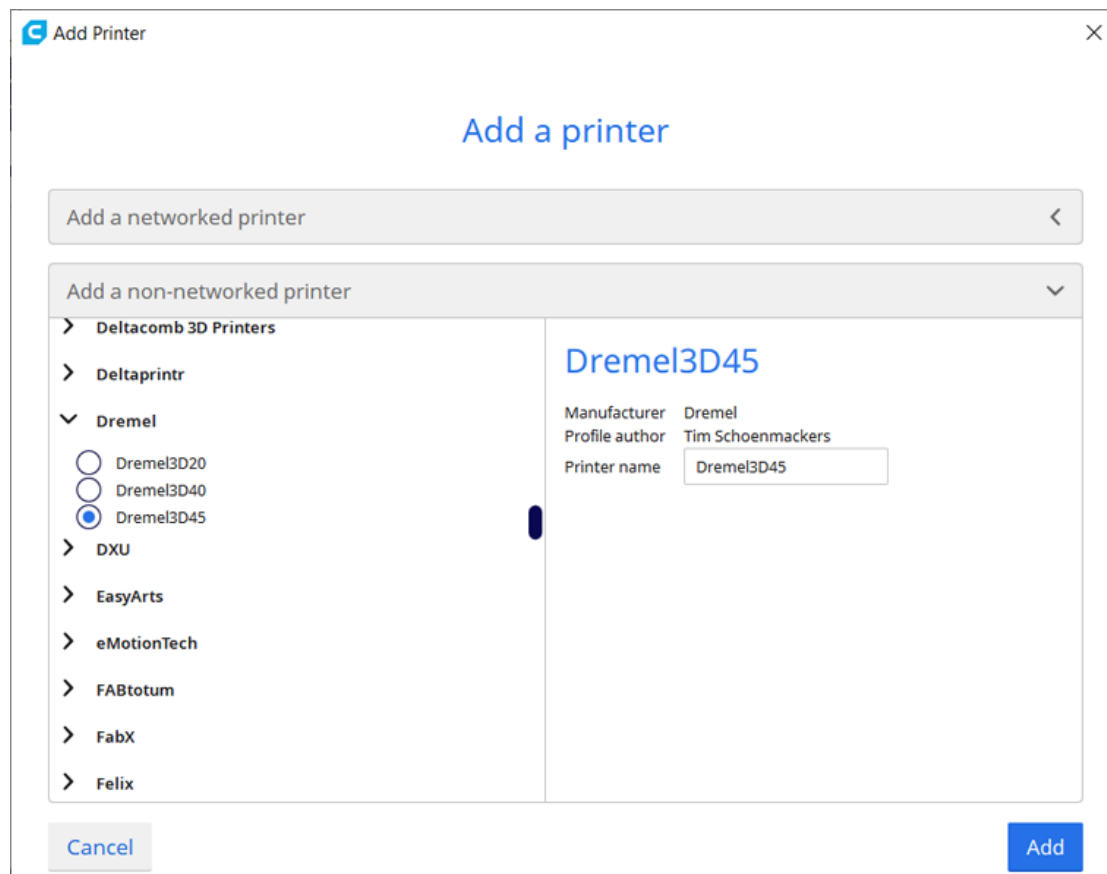 Add Printer
Add a printer
Add a networked printer
Add a non-networked printer
Deltacomb 3D Printers
Deltaprintr
Dremel
Dremel3D20
Dremel3D40
Dremel3D45
DXU
EasyArts
eMotionTech
FABtotum
FabX
Felix
Dremel3D45
Manufacturer Dremel
Profile author Tim Schoenmackers
Printer name Dremel3D45
Cancel
Add